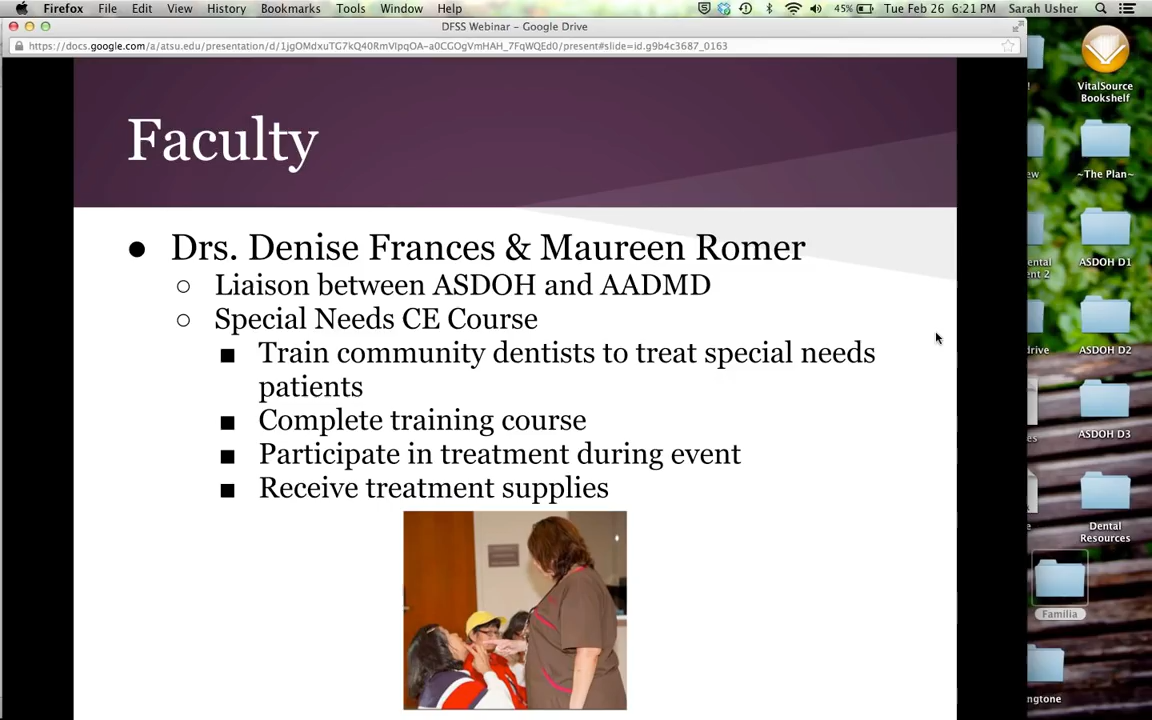 Firefox File Edit View History Bookmarks Tools Window Help 45% Tue Feb 26 6:21 PM Sarah Usher
DFSS Webinar – Google Drive
https://docs.google.com/a/atsu.edu/presentation/d/1jgOMdxuTG7kQ40RmVIpqOA-a0CGOgVmHAH_7FqWQEd0/present#slide=id.g9b4c3687_0163
Faculty
● Drs. Denise Frances & Maureen Romer
○ Liaison between ASDOH and AADMD
○ Special Needs CE Course
■ Train community dentists to treat special needs
patients
■ Complete training course
■ Participate in treatment during event
■ Receive treatment supplies
VitalSource
Bookshelf
~The Plan~
ASDOH D1
ASDOH D2
ASDOH D3
Dental
Resources
Familia